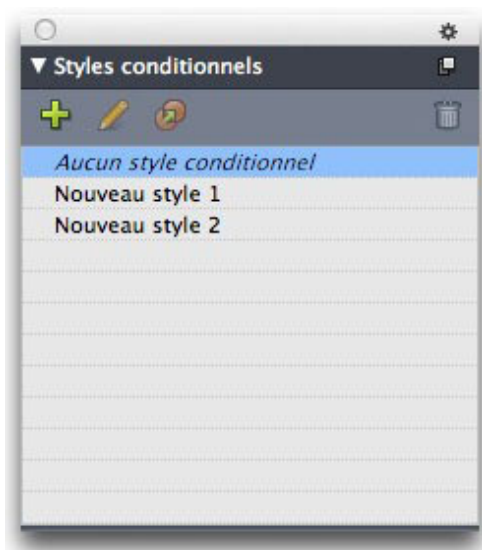 Styles conditionnels
Aucun style conditionnel
Nouveau style 1
Nouveau style 2